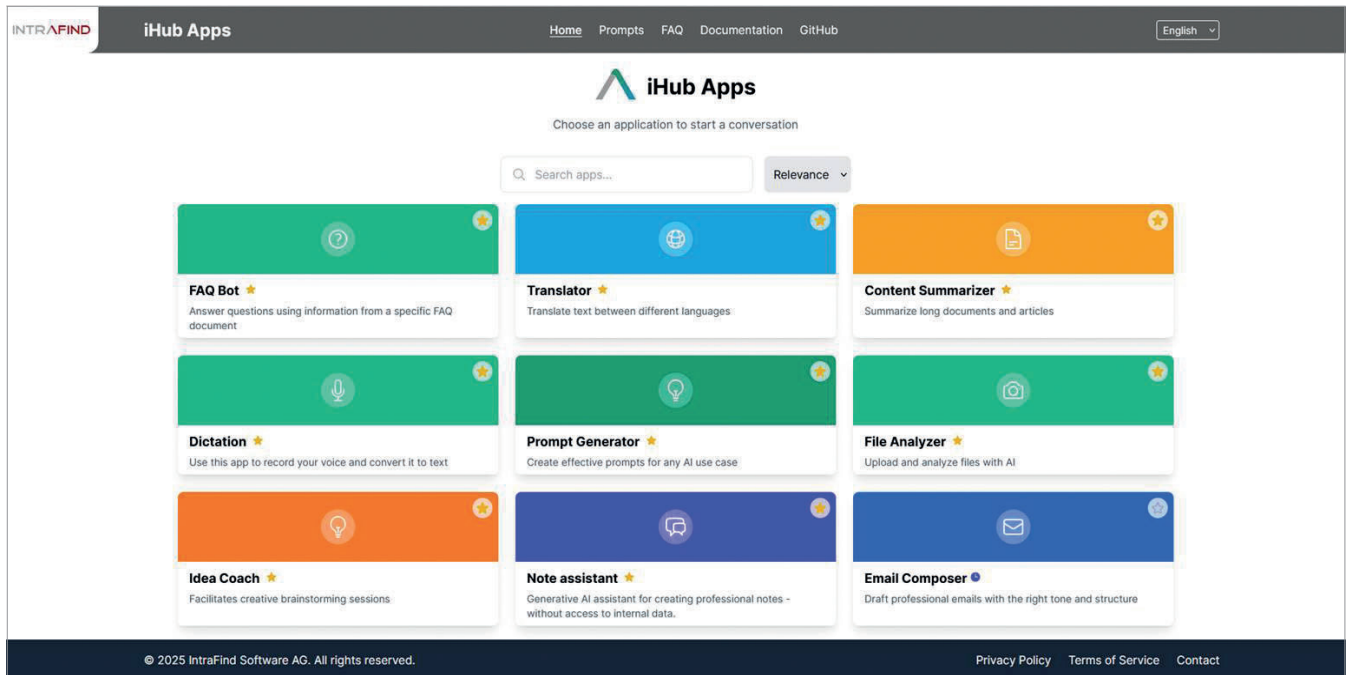 INTRAFIND
iHub Apps
Home Prompts FAQ Documentation GitHub
English
iHub Apps
Choose an application to start a conversation
Search apps...
Relevance
FAQ Bot
Answer questions using information from a specific FAQ
document
Translator
Translate text between different languages
Content Summarizer
Summarize long documents and articles
Dictation
Use this app to record your voice and convert it to text
Prompt Generator
Create effective prompts for any AI use case
File Analyzer
Upload and analyze files with AI
Idea Coach
Facilitates creative brainstorming sessions
Note assistant
Generative AI assistant for creating professional notes -
without access to internal data.
Email Composer
Draft professional emails with the right tone and structure
© 2025 IntraFind Software AG. All rights reserved.
Privacy Policy Terms of Service Contact